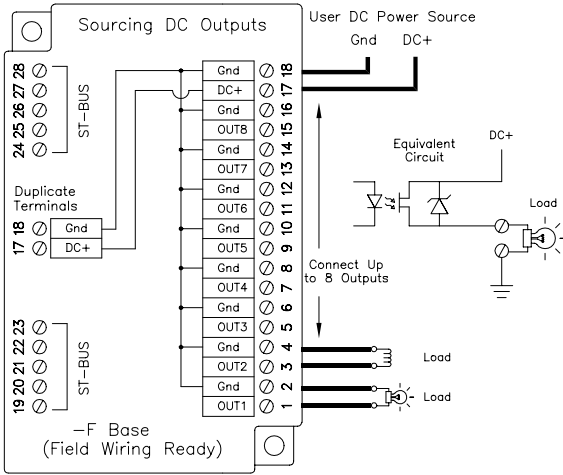 Sourcing DC Outputs
User DC Power Source
Gnd DC+
28
27
26
25
24
ST-BUS
Gnd 18
DC+ 17
Gnd 16
OUT8 15
Gnd 14
OUT7 13
Gnd 12
OUT6 11
Gnd 10
OUT5 9
Gnd 8
OUT4 7
Gnd 6
OUT3 5
Gnd 4
OUT2 3
Gnd 2
OUT1 1
Duplicate
Terminals
18 Gnd
17 DC+
23
22
21
20
19
ST-BUS
Equivalent
Circuit
DC+
Load
Connect Up
to 8 Outputs
Load
Load
-F Base
(Field Wiring Ready)